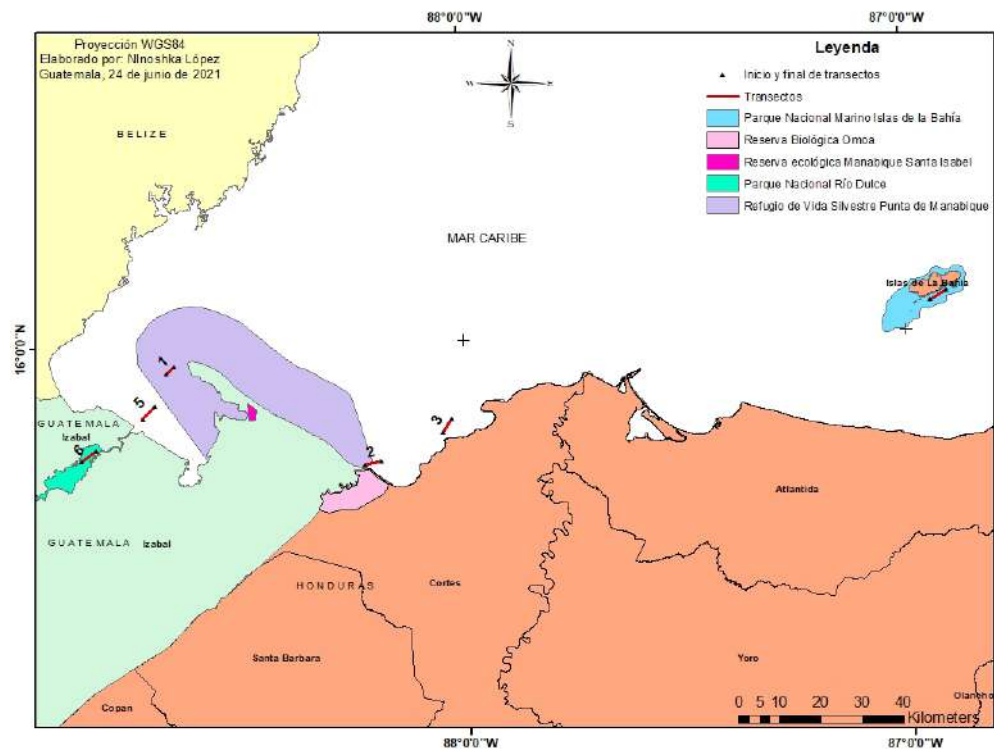 88°0'0"W
87°0'0"W
Proyección WGS84
Elaborado por: NInoshka López
Guatemala, 24 de junio de 2021
N
W
E
S
Leyenda
Inicio y final de transectos
Transectos
Parque Nacional Marino Islas de la Bahía
Reserva Biológica Omoa
Reserva ecológica Manabique Santa Isabel
Parque Nacional Río Dulce
Refugio de Vida Silvestre Punta de Manabique
BELIZE
MAR CARIBE
Islas de La Bahía
16°0'0"N
1
5
3
GUATEMALA
Izabal
6
2
Atlantida
GUATEMALA Izabal
HONDURAS
Cortes
Santa Barbara
Yoro
Copan
Olancho
0 5 10 20 30 40
Kilometers
88°0'0"W
87°0'0"W